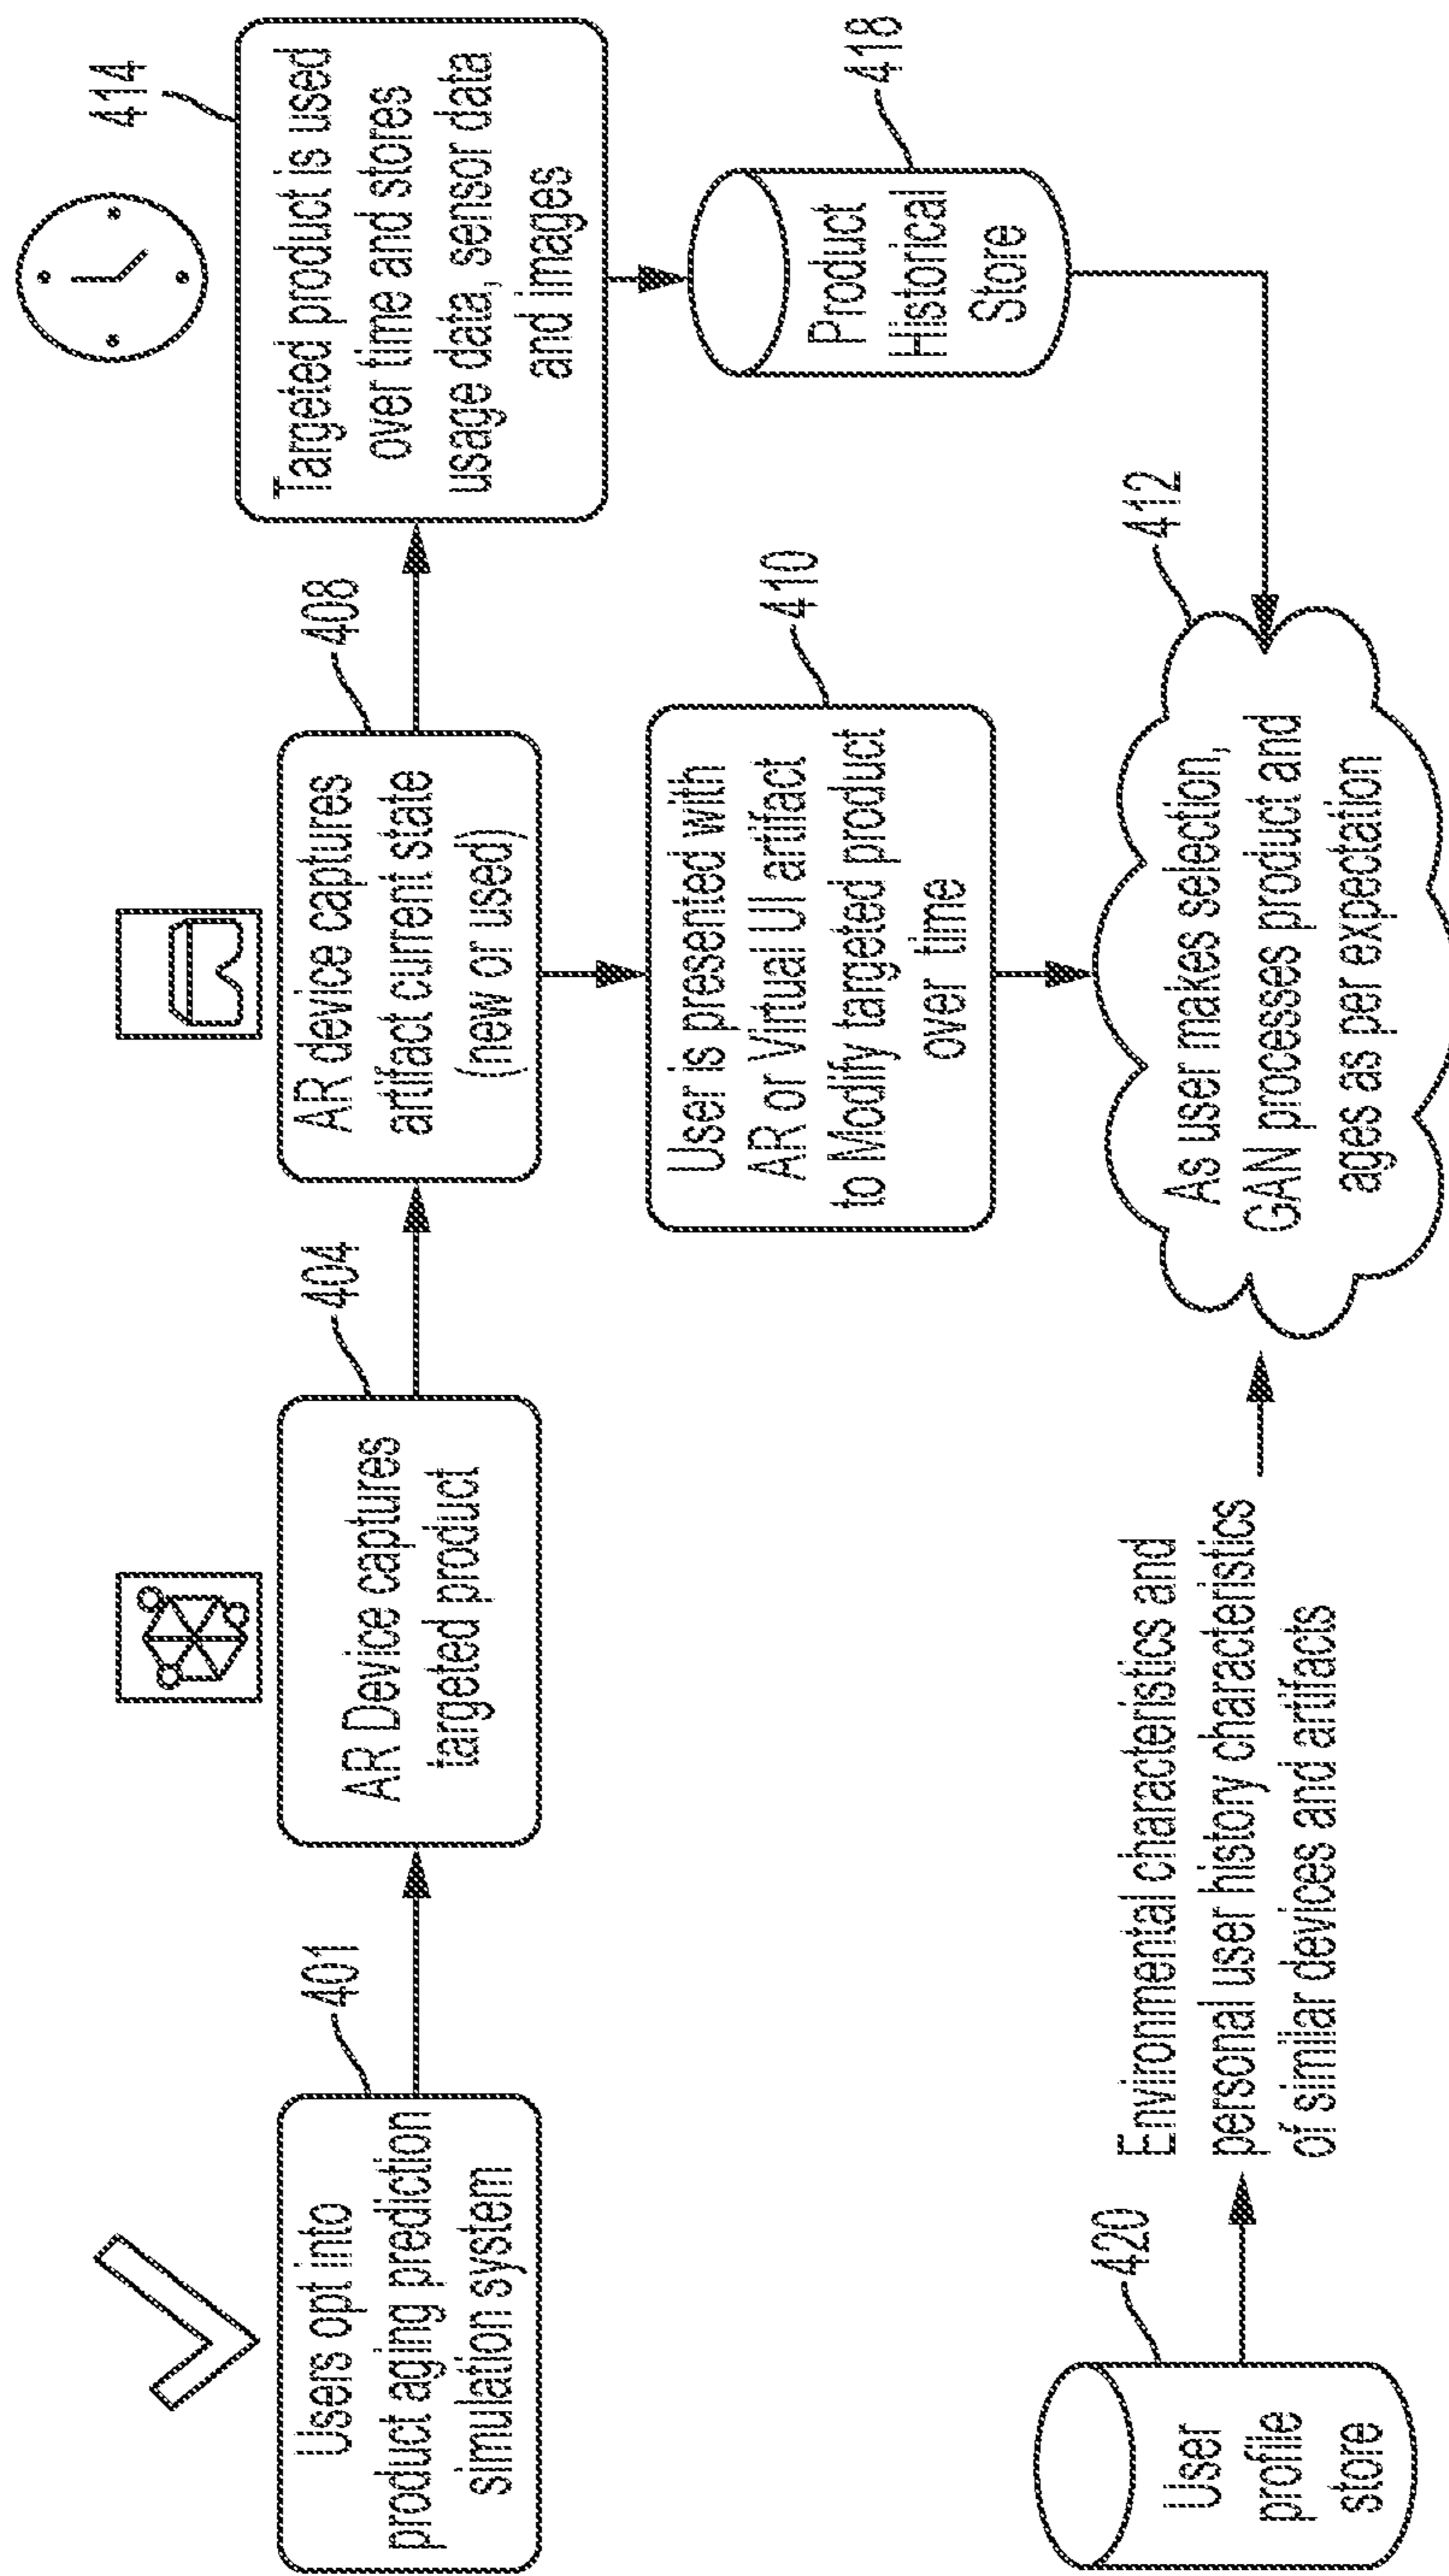 Users opt into
product aging prediction
simulation system
401
AR Device captures
targeted product
404
AR device captures
artifact current state
(new or used)
408
Targeted product is used
over time and stores
usage data, sensor data
and images
414
User is presented with
AR or Virtual UI artifact
to Modify targeted product
over time
410
Product
Historical
Store
418
User
profile
store
420
Environmental characteristics and
personal user history characteristics
of similar devices and artifacts
As user makes selection,
GAN processes product and
ages as per expectation
412